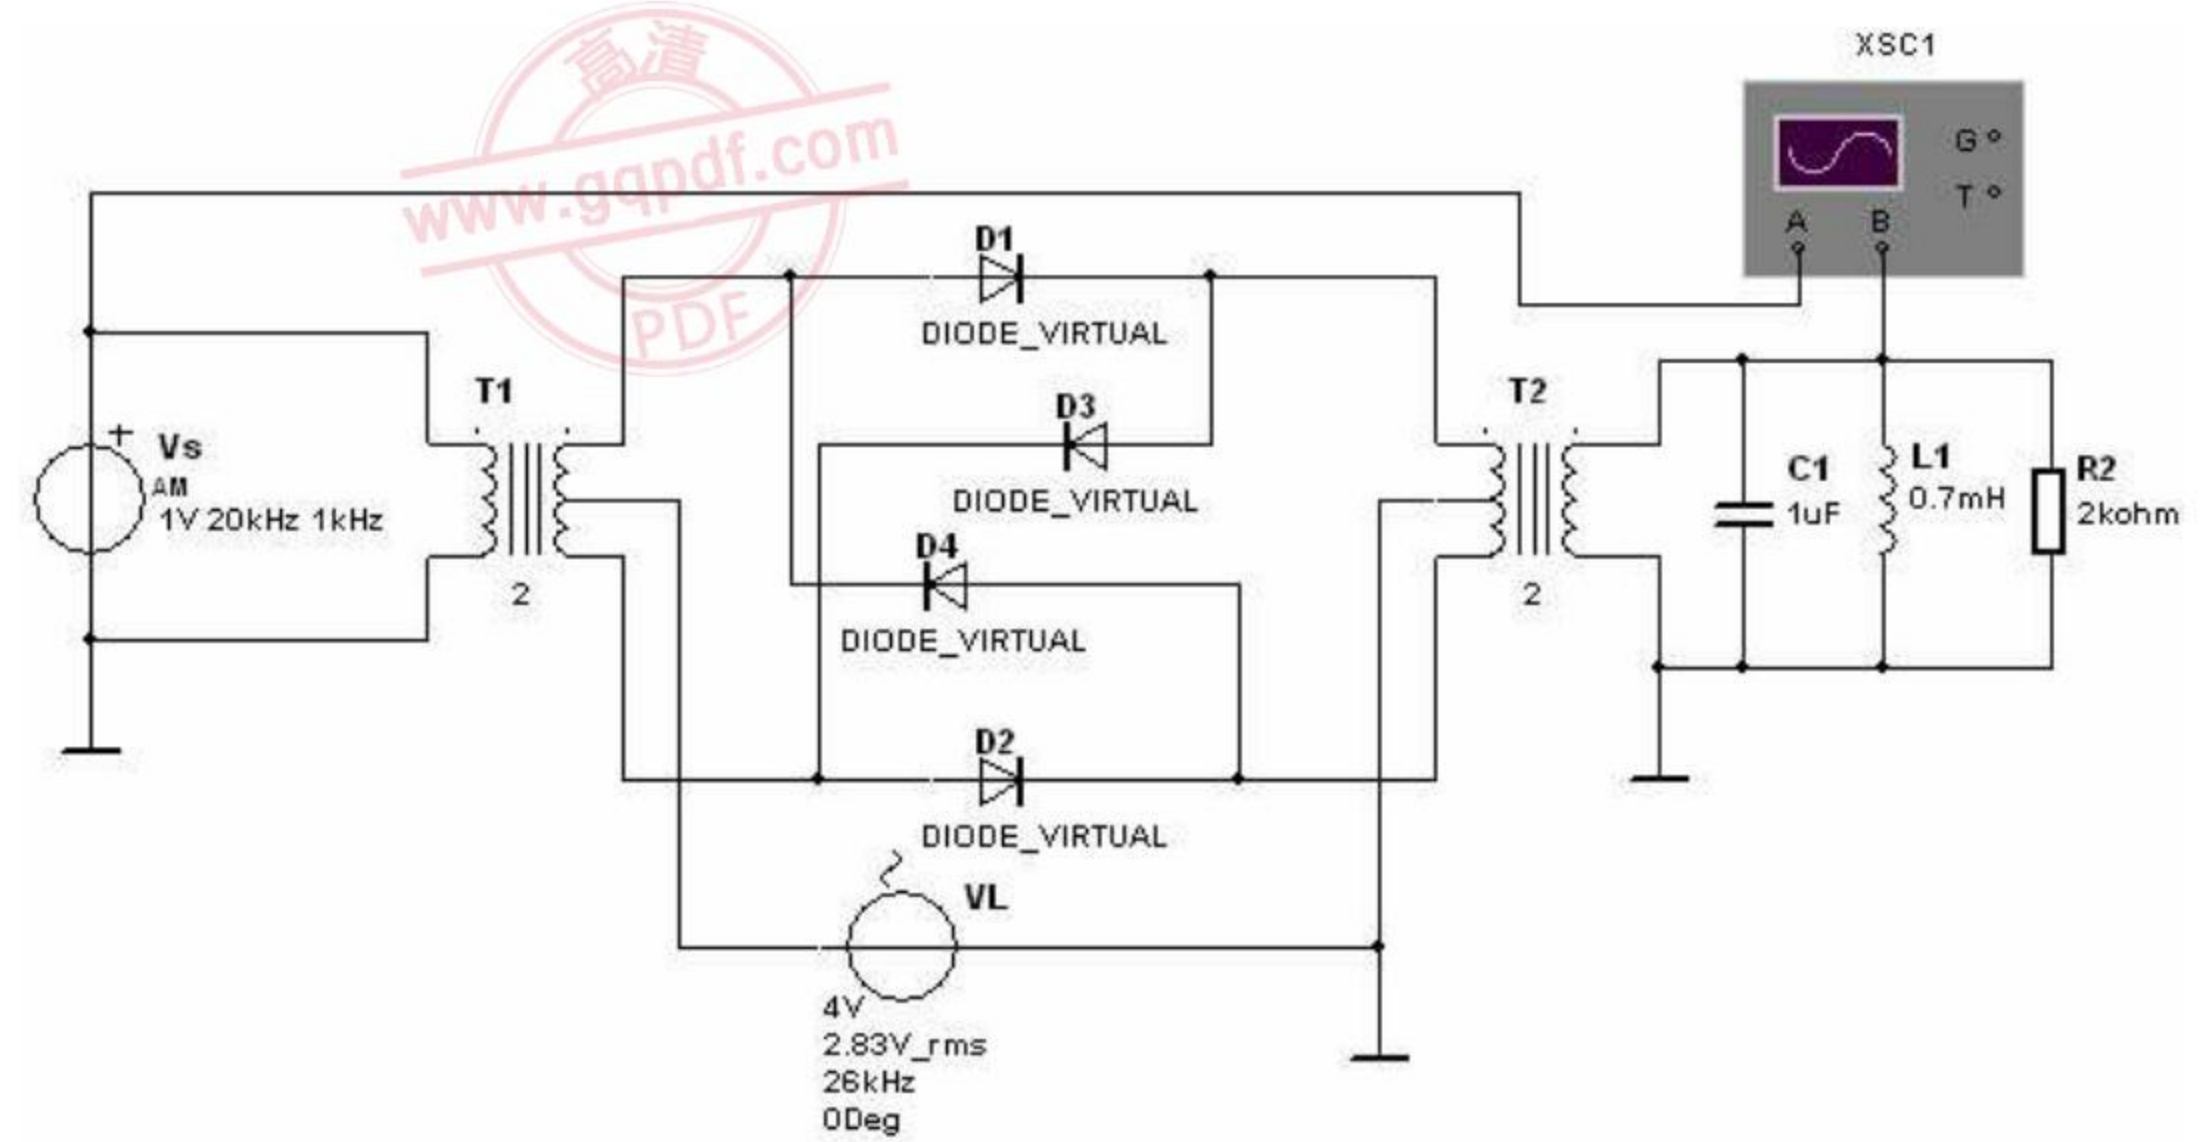 高清
www.gqpdf.com
PDF
XSC1
G
T
A B
D1
DIODE_VIRTUAL
T1
T2
D3
DIODE_VIRTUAL
+
Vs
AM
1V 20kHz 1kHz
C1
1uF
L1
0.7mH
R2
2kohm
D4
DIODE_VIRTUAL
2
2
D2
DIODE_VIRTUAL
VL
4V
2.83V_rms
26kHz
0Deg